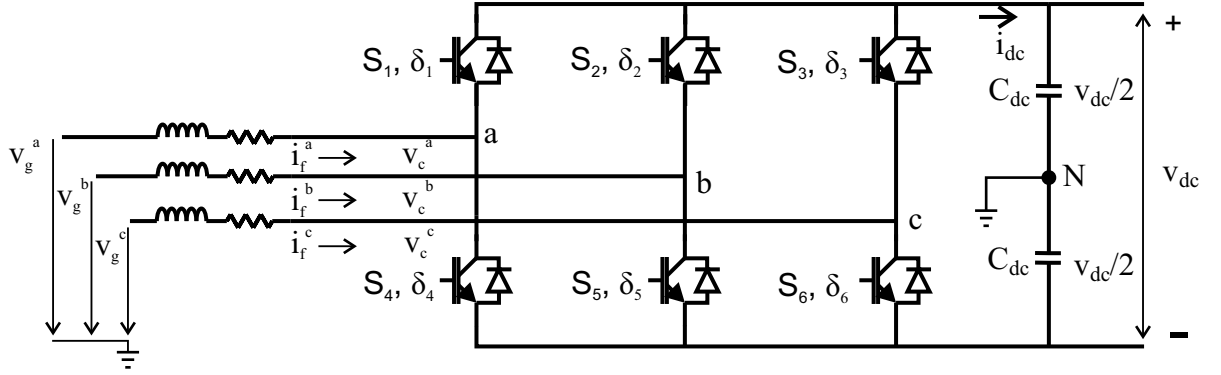 S₁, δ₁
S₂, δ₂
S₃, δ₃
i_dc
+
C_dc v_dc/2
v_g^a
i_f^a v_c^a a
v_g^b
i_f^b v_c^b b
v_g^c
i_f^c v_c^c c
N
v_dc
S₄, δ₄
S₅, δ₅
S₆, δ₆
C_dc v_dc/2
-